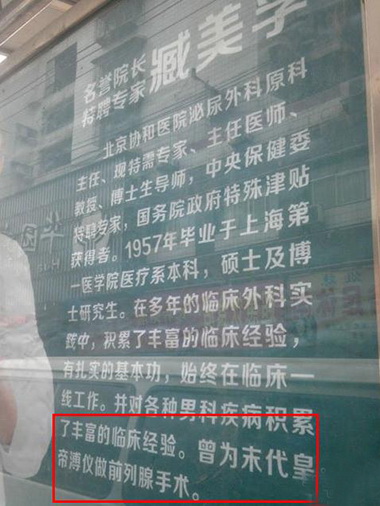 名誉院长
特聘专家 臧美孚
北京协和医院泌尿外科原科
主任、现特需专家、主任医师、
教授、博士生导师，中央保健委
特聘专家，国务院政府特殊津贴
获得者。1957年毕业于上海第
一医学院医疗系本科，硕士及博
士研究生。在多年的临床外科实
践中，积累了丰富的临床经验，
有扎实的基本功，始终在临床一
线工作。并对各种男科疾病积累
了丰富的临床经验。曾为末代皇
帝溥仪做前列腺手术。